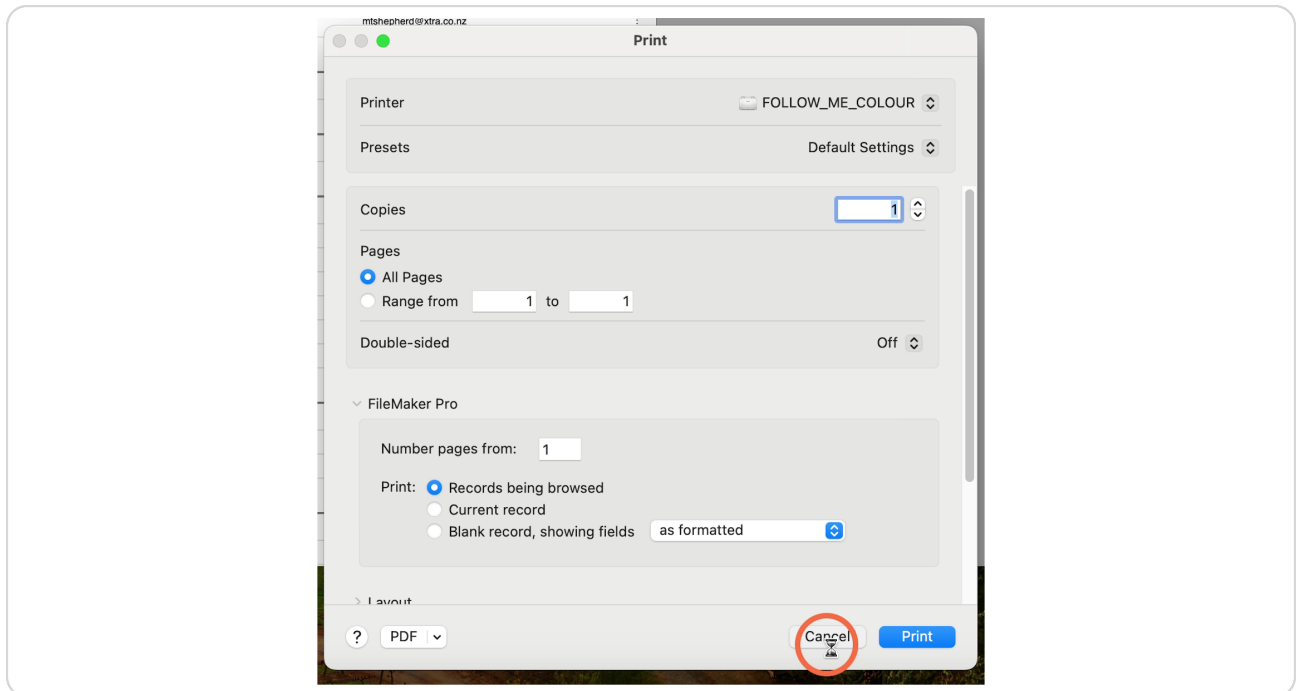 mtshepherd@xtra.co.nz
Print
Printer FOLLOW_ME_COLOUR
Presets Default Settings
Copies 1
Pages
All Pages
Range from 1 to 1
Double-sided Off
FileMaker Pro
Number pages from: 1
Print: Records being browsed
Current record
Blank record, showing fields as formatted
Layout
? PDF Cancel Print